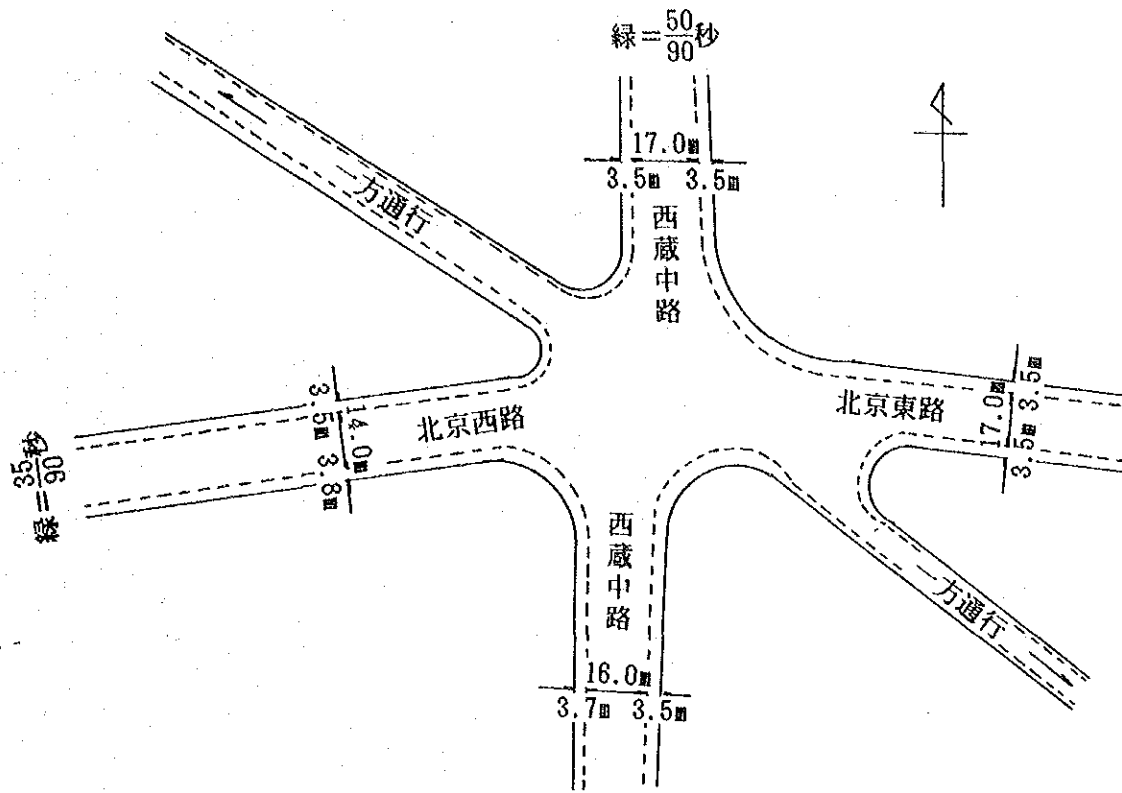 緑=50/90秒
17.0m
3.5m 3.5m
西蔵中路
一方通行
3.5m
14.0m
3.8m
北京西路
緑=35/90秒
北京東路
3.5m
17.0m
3.5m
西蔵中路
一方通行
16.0m
3.7m 3.5m